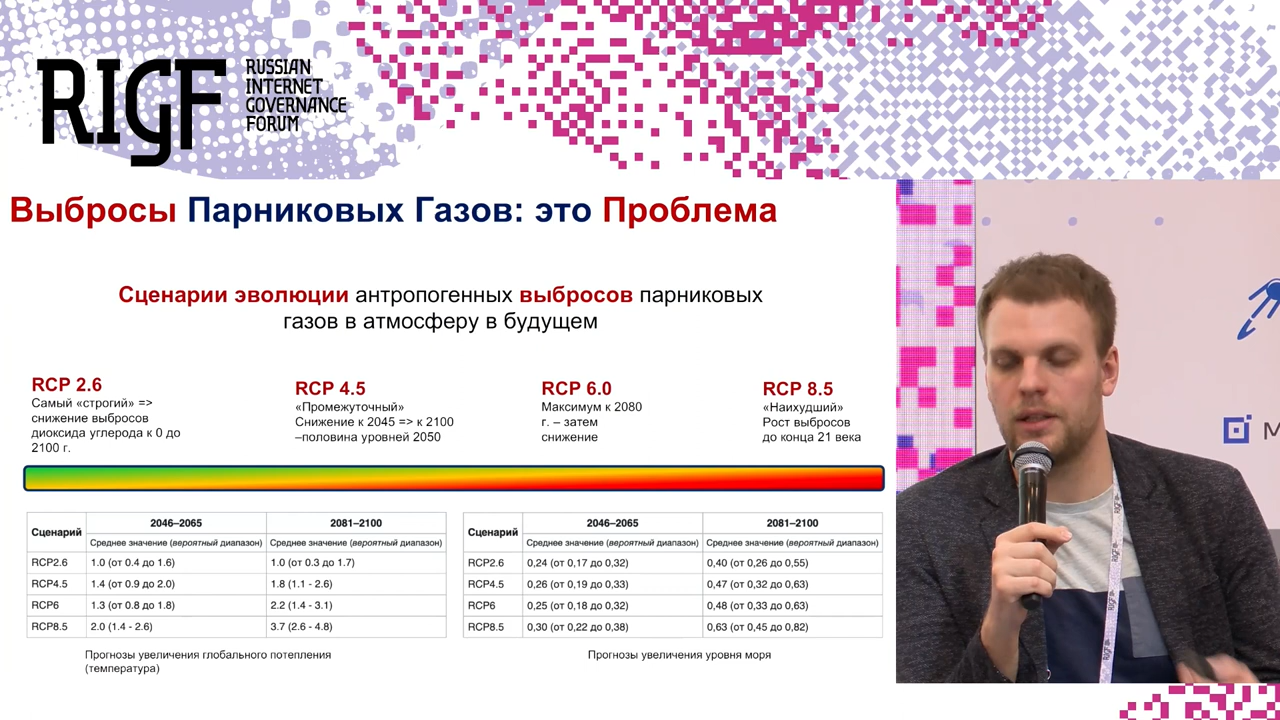 RIGF
RUSSIAN
INTERNET
GOVERNANCE
FORUM
Выбросы Парниковых Газов: это Проблема
Сценарии эволюции антропогенных выбросов парниковых
газов в атмосферу в будущем
RCP 2.6
Самый «строгий» =>
снижение выбросов
диоксида углерода к 0 до
2100 г.
RCP 4.5
«Промежуточный»
Снижение к 2045 => к 2100
–половина уровней 2050
RCP 6.0
Максимум к 2080
г. – затем
снижение
RCP 8.5
«Наихудший»
Рост выбросов
до конца 21 века
Сценарий 2046–2065 2081–2100
Среднее значение (вероятный диапазон) Среднее значение (вероятный диапазон)
RCP2.6 1.0 (от 0.4 до 1.6) 1.0 (от 0.3 до 1.7)
RCP4.5 1.4 (от 0.9 до 2.0) 1.8 (1.1 - 2.6)
RCP6 1.3 (от 0.8 до 1.8) 2.2 (1.4 - 3.1)
RCP8.5 2.0 (1.4 - 2.6) 3.7 (2.6 - 4.8)
Прогнозы увеличения глобального потепления
(температура)
Сценарий 2046–2065 2081–2100
Среднее значение (вероятный диапазон) Среднее значение (вероятный диапазон)
RCP2.6 0,24 (от 0,17 до 0,32) 0,40 (от 0,26 до 0,55)
RCP4.5 0,26 (от 0,19 до 0,33) 0,47 (от 0,32 до 0,63)
RCP6 0,25 (от 0,18 до 0,32) 0,48 (от 0,33 до 0,63)
RCP8.5 0,30 (от 0,22 до 0,38) 0,63 (от 0,45 до 0,82)
Прогнозы увеличения уровня моря
M
RIGF
RIGF